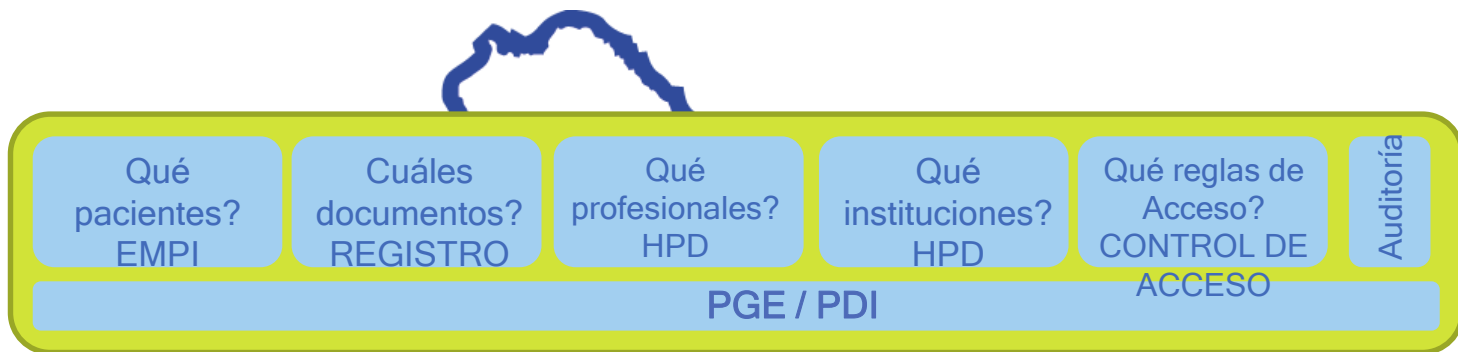 Qué
pacientes?
EMPI
Cuáles
documentos?
REGISTRO
Qué
profesionales?
HPD
Qué
instituciones?
HPD
Qué reglas de
Acceso?
CONTROL DE
ACCESO
Auditoría
PGE / PDI